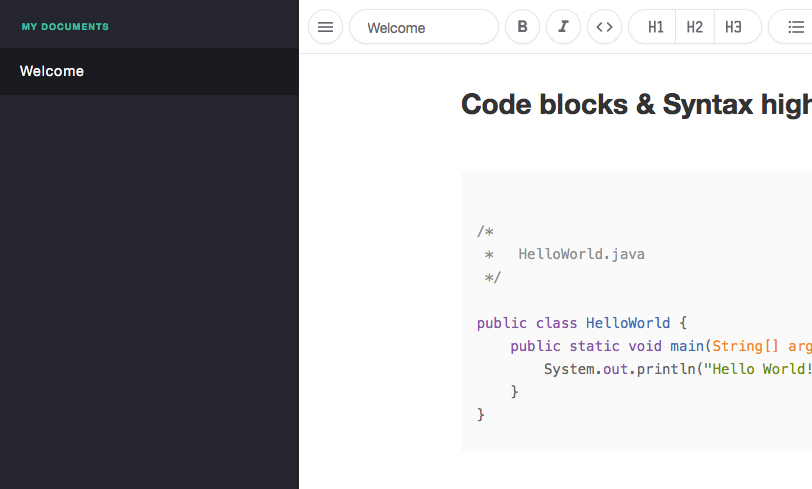 MY DOCUMENTS
Welcome
Welcome
B
I
<>
H1
H2
H3
Code blocks & Syntax high
/*
*   HelloWorld.java
*/
public class HelloWorld {
public static void main(String[] arg
System.out.println("Hello World!
}
}